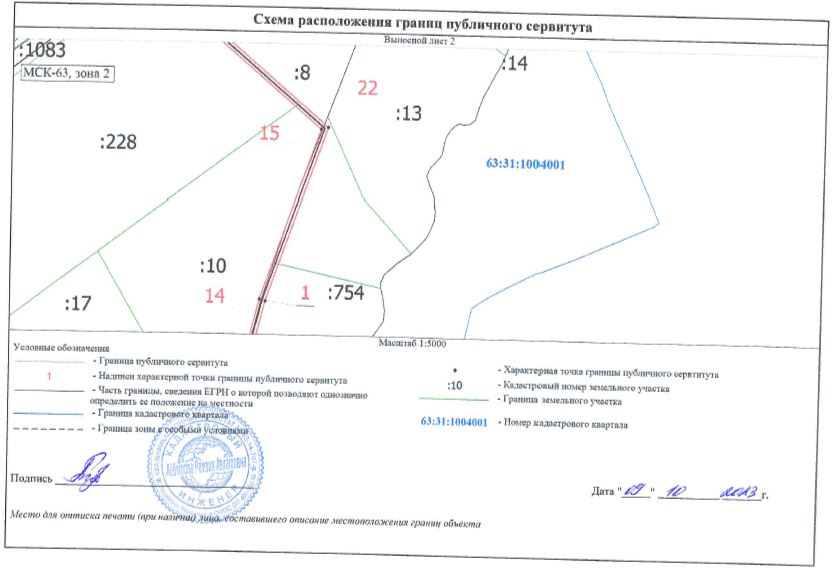 Схема расположения границ публичного сервитута
Выносной лист 2
:1083
МСК-63, зона 2
:8
:14
22
:13
15
:228
63:31:1004001
:10
14
1
:754
:17
Масштаб 1:5000
Условные обозначения
- Граница публичного сервитута
1 - Надписи характерной точки границы публичного сервитута
- Часть границы, сведения ЕГРН о которой позволяют однозначно
определить ее положение на местности
- Граница кадастрового квартала
- Граница зоны с особыми условиями
- Характерная точка границы публичного сервтитута
:10 - Кадастровый номер земельного участка
- Граница земельного участка
63:31:1004001 - Номер кадастрового квартала
КАДАСТРОВЫЙ
ИНЖЕНЕР
Подпись
Дата "09" 10 2023 г.
Место для оптиска печати (при наличии) лица, составившего описание местоположения границ объекта